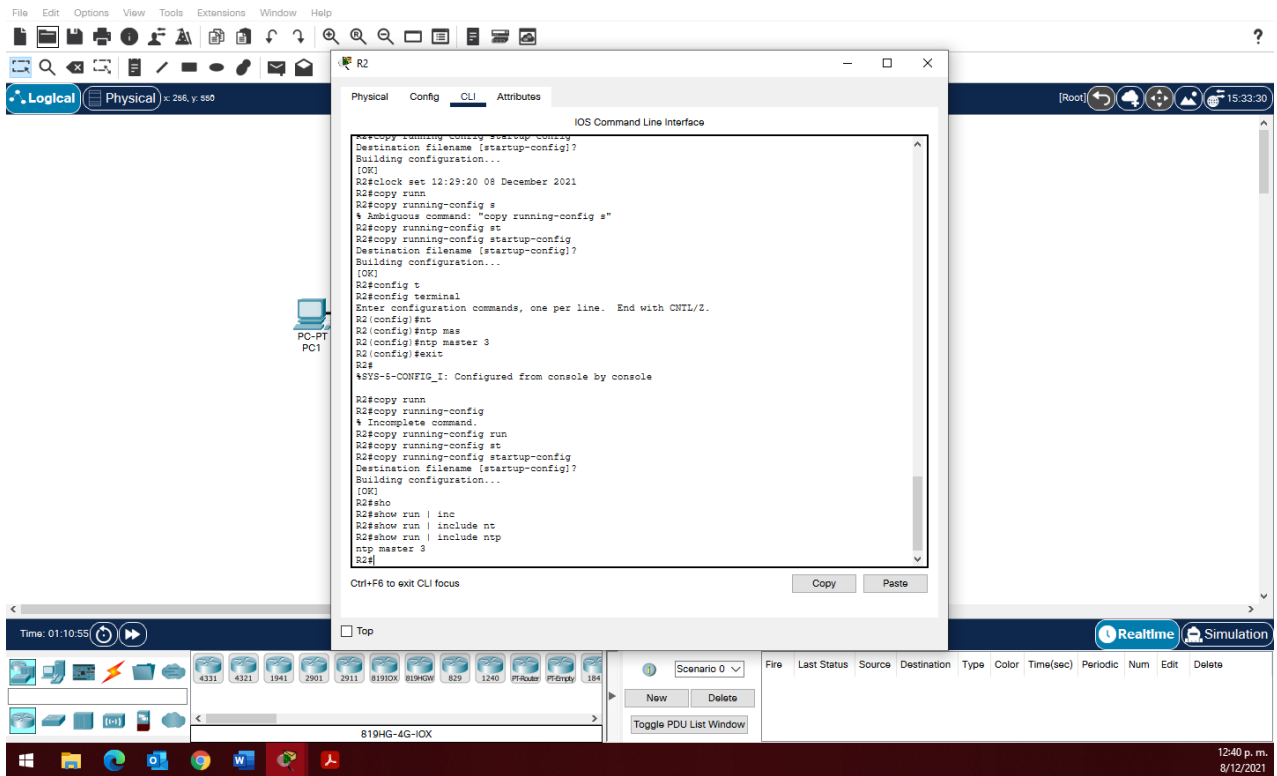 File Edit Options View Tools Extensions Window Help
?
R2
Logical Physical x: 256, y: 550
[Root] 15:33:30
Physical Config CLI Attributes
IOS Command Line Interface
R2#copy running-config startup-config
Destination filename [startup-config]?
Building configuration...
[OK]
R2#clock set 12:29:20 08 December 2021
R2#copy runn
R2#copy running-config s
% Ambiguous command: "copy running-config s"
R2#copy running-config st
R2#copy running-config startup-config
Destination filename [startup-config]?
Building configuration...
[OK]
R2#config t
R2#config terminal
Enter configuration commands, one per line. End with CNTL/Z.
R2(config)#nt
R2(config)#ntp mas
R2(config)#ntp master 3
R2(config)#exit
R2#
%SYS-5-CONFIG_I: Configured from console by console
R2#copy runn
R2#copy running-config
% Incomplete command.
R2#copy running-config run
R2#copy running-config st
R2#copy running-config startup-config
Destination filename [startup-config]?
Building configuration...
[OK]
R2#sho
R2#show run | inc
R2#show run | include nt
R2#show run | include ntp
ntp master 3
R2#
Ctrl+F6 to exit CLI focus
Copy Paste
Top
PC-PT
PC1
Time: 01:10:55
Realtime Simulation
4331 4321 1941 2901 2911 819IOX 819HGW 829 1240 PT-Router PT-Empty 184
819HG-4G-IOX
Scenario 0
New Delete
Toggle PDU List Window
Fire Last Status Source Destination Type Color Time(sec) Periodic Num Edit Delete
12:40 p. m.
8/12/2021